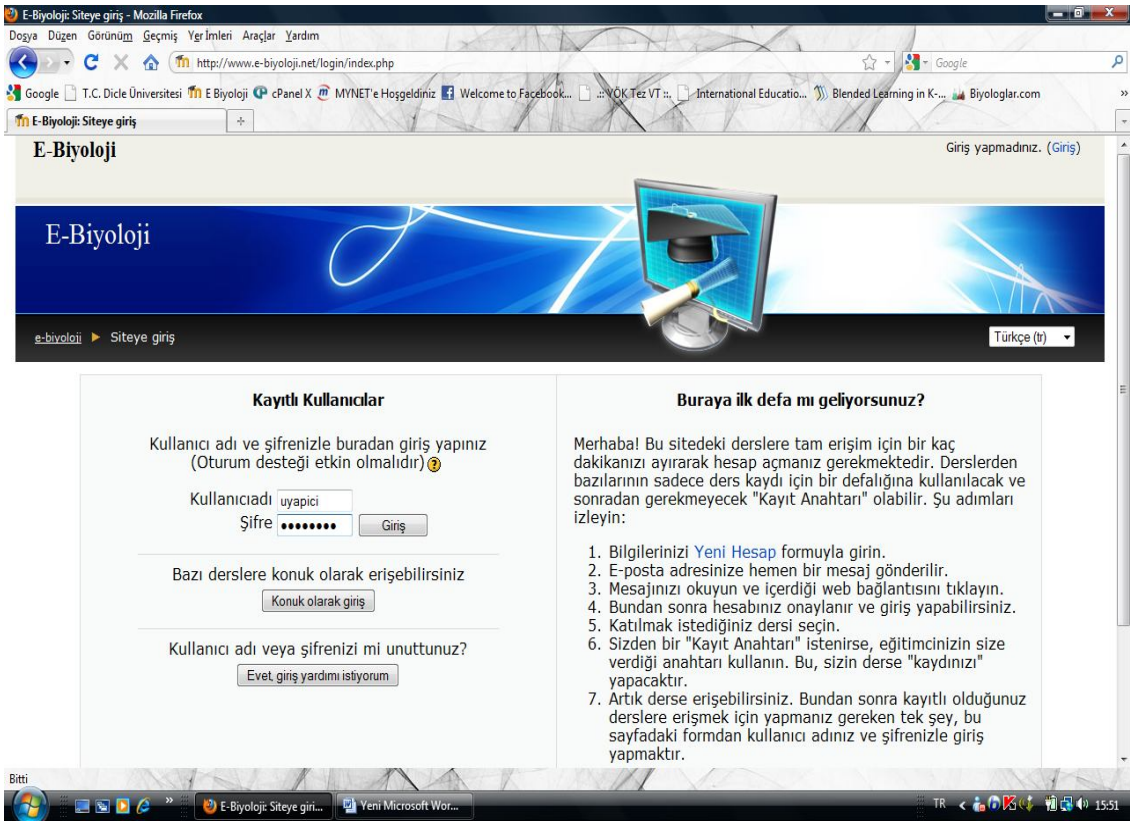 E-Biyoloji: Siteye giriş - Mozilla Firefox
Dosya Düzen Görünüm Geçmiş Yer İmleri Araçlar Yardım
http://www.e-biyoloji.net/login/index.php
Google
Google T.C. Dicle Üniversitesi E Biyoloji cPanel X MYNET'e Hoşgeldiniz Welcome to Facebook... .:: YÖK Tez VT ::. International Educatio... Blended Learning in K-... Biyologlar.com »
E-Biyoloji: Siteye giriş
E-Biyoloji
Giriş yapmadınız. (Giriş)
E-Biyoloji
e-biyoloji ► Siteye giriş
Türkçe (tr)
Kayıtlı Kullanıcılar
Kullanıcı adı ve şifrenizle buradan giriş yapınız
(Oturum desteği etkin olmalıdır) ?
Kullanıcıadı uyapici
Şifre ●●●●●●●● Giriş
Bazı derslere konuk olarak erişebilirsiniz
Konuk olarak giriş
Kullanıcı adı veya şifrenizi mi unuttunuz?
Evet, giriş yardımı istiyorum
Buraya ilk defa mı geliyorsunuz?
Merhaba! Bu sitedeki derslere tam erişim için bir kaç
dakikanızı ayırarak hesap açmanız gerekmektedir. Derslerden
bazılarının sadece ders kaydı için bir defalığına kullanılacak ve
sonradan gerekmeyecek "Kayıt Anahtarı" olabilir. Şu adımları
izleyin:
1. Bilgilerinizi Yeni Hesap formuyla girin.
2. E-posta adresinize hemen bir mesaj gönderilir.
3. Mesajınızı okuyun ve içerdiği web bağlantısını tıklayın.
4. Bundan sonra hesabınız onaylanır ve giriş yapabilirsiniz.
5. Katılmak istediğiniz dersi seçin.
6. Sizden bir "Kayıt Anahtarı" istenirse, eğitimcinizin size
verdiği anahtarı kullanın. Bu, sizin derse "kaydınızı"
yapacaktır.
7. Artık derse erişebilirsiniz. Bundan sonra kayıtlı olduğunuz
derslere erişmek için yapmanız gereken tek şey, bu
sayfadaki formdan kullanıcı adınız ve şifrenizle giriş
yapmaktır.
Bitti
» E-Biyoloji: Siteye giri... Yeni Microsoft Wor... TR 15:51